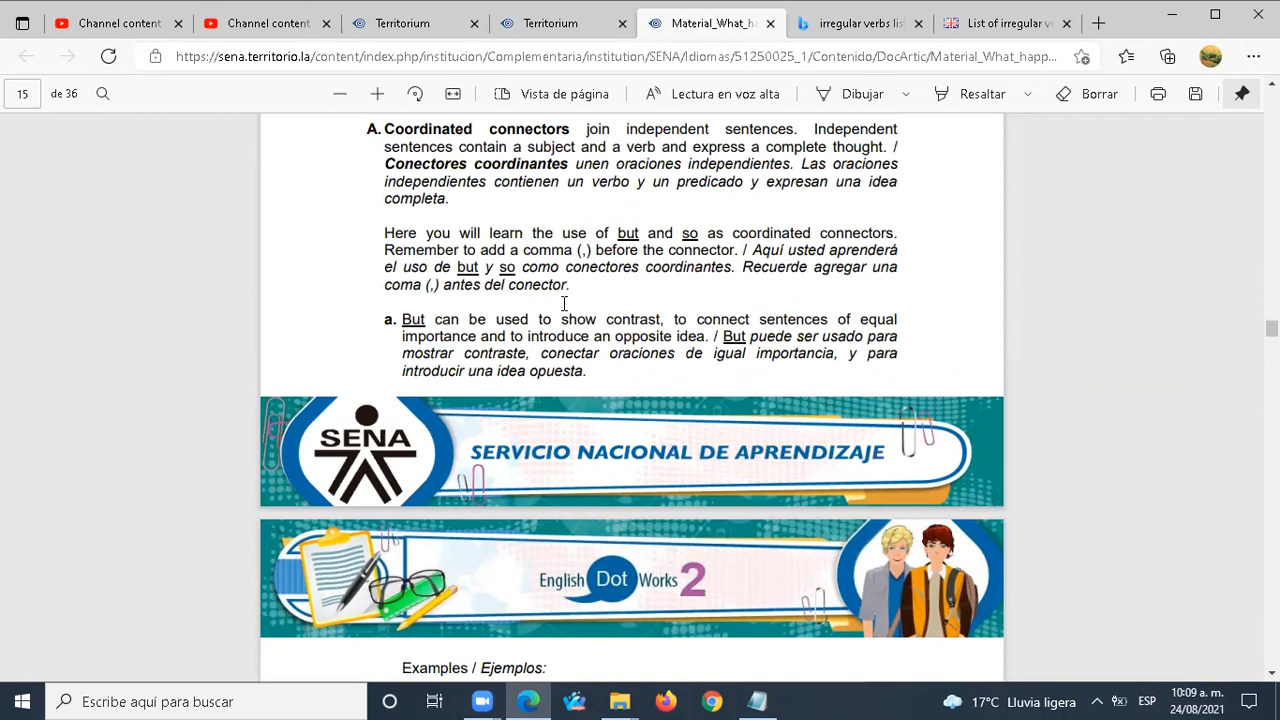 Channel content
Channel content
Territorium
Territorium
Material_What_ha
irregular verbs lis
List of irregular ve
https://sena.territorio.la/content/index.php/institucion/Complementaria/institution/SENA/Idiomas/51250025_1/Contenido/DocArtic/Material_What_happ...
15 de 36
Vista de página
Lectura en voz alta
Dibujar
Resaltar
Borrar
A. Coordinated connectors join independent sentences. Independent
sentences contain a subject and a verb and express a complete thought. /
Conectores coordinantes unen oraciones independientes. Las oraciones
independientes contienen un verbo y un predicado y expresan una idea
completa.
Here you will learn the use of but and so as coordinated connectors.
Remember to add a comma (,) before the connector. / Aquí usted aprenderá
el uso de but y so como conectores coordinantes. Recuerde agregar una
coma (,) antes del conector.
a. But can be used to show contrast, to connect sentences of equal
importance and to introduce an opposite idea. / But puede ser usado para
mostrar contraste, conectar oraciones de igual importancia, y para
introducir una idea opuesta.
SENA
SERVICIO NACIONAL DE APRENDIZAJE
English Dot Works 2
Examples / Ejemplos:
Escribe aquí para buscar
17°C Lluvia ligera
ESP
10:09 a. m.
24/08/2021